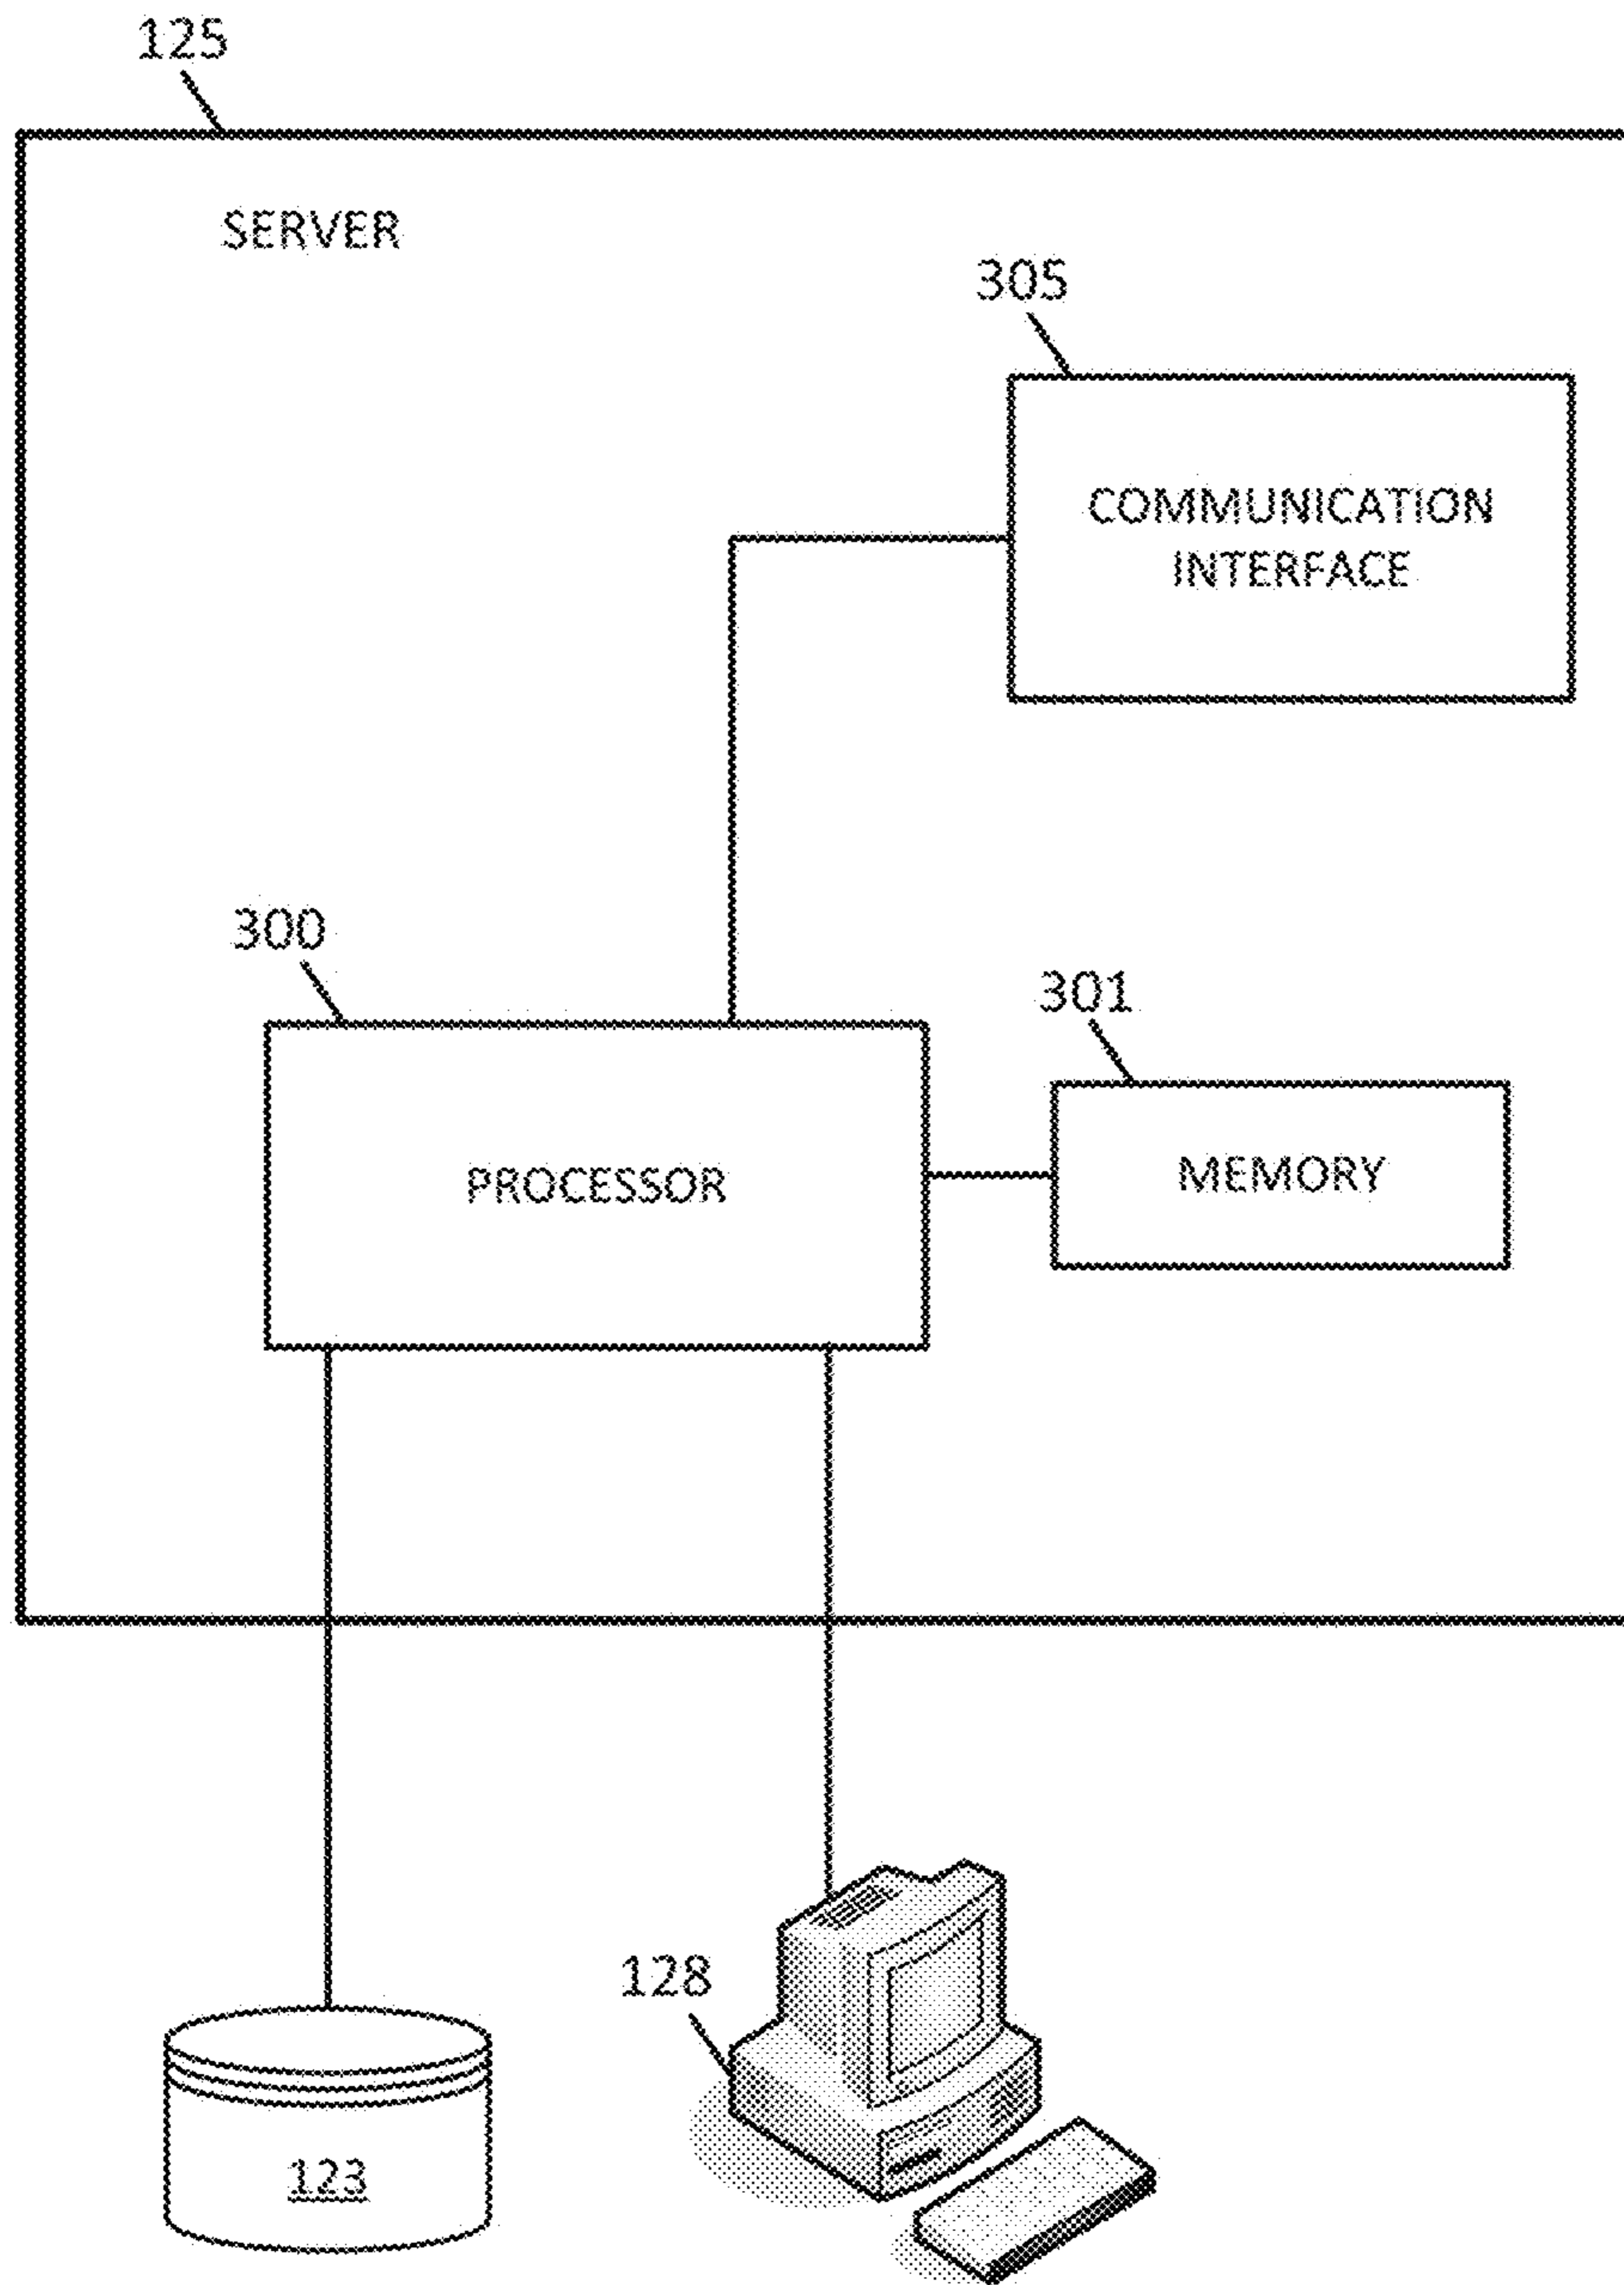 125
SERVER
305
COMMUNICATION
INTERFACE
300
301
PROCESSOR
MEMORY
128
123